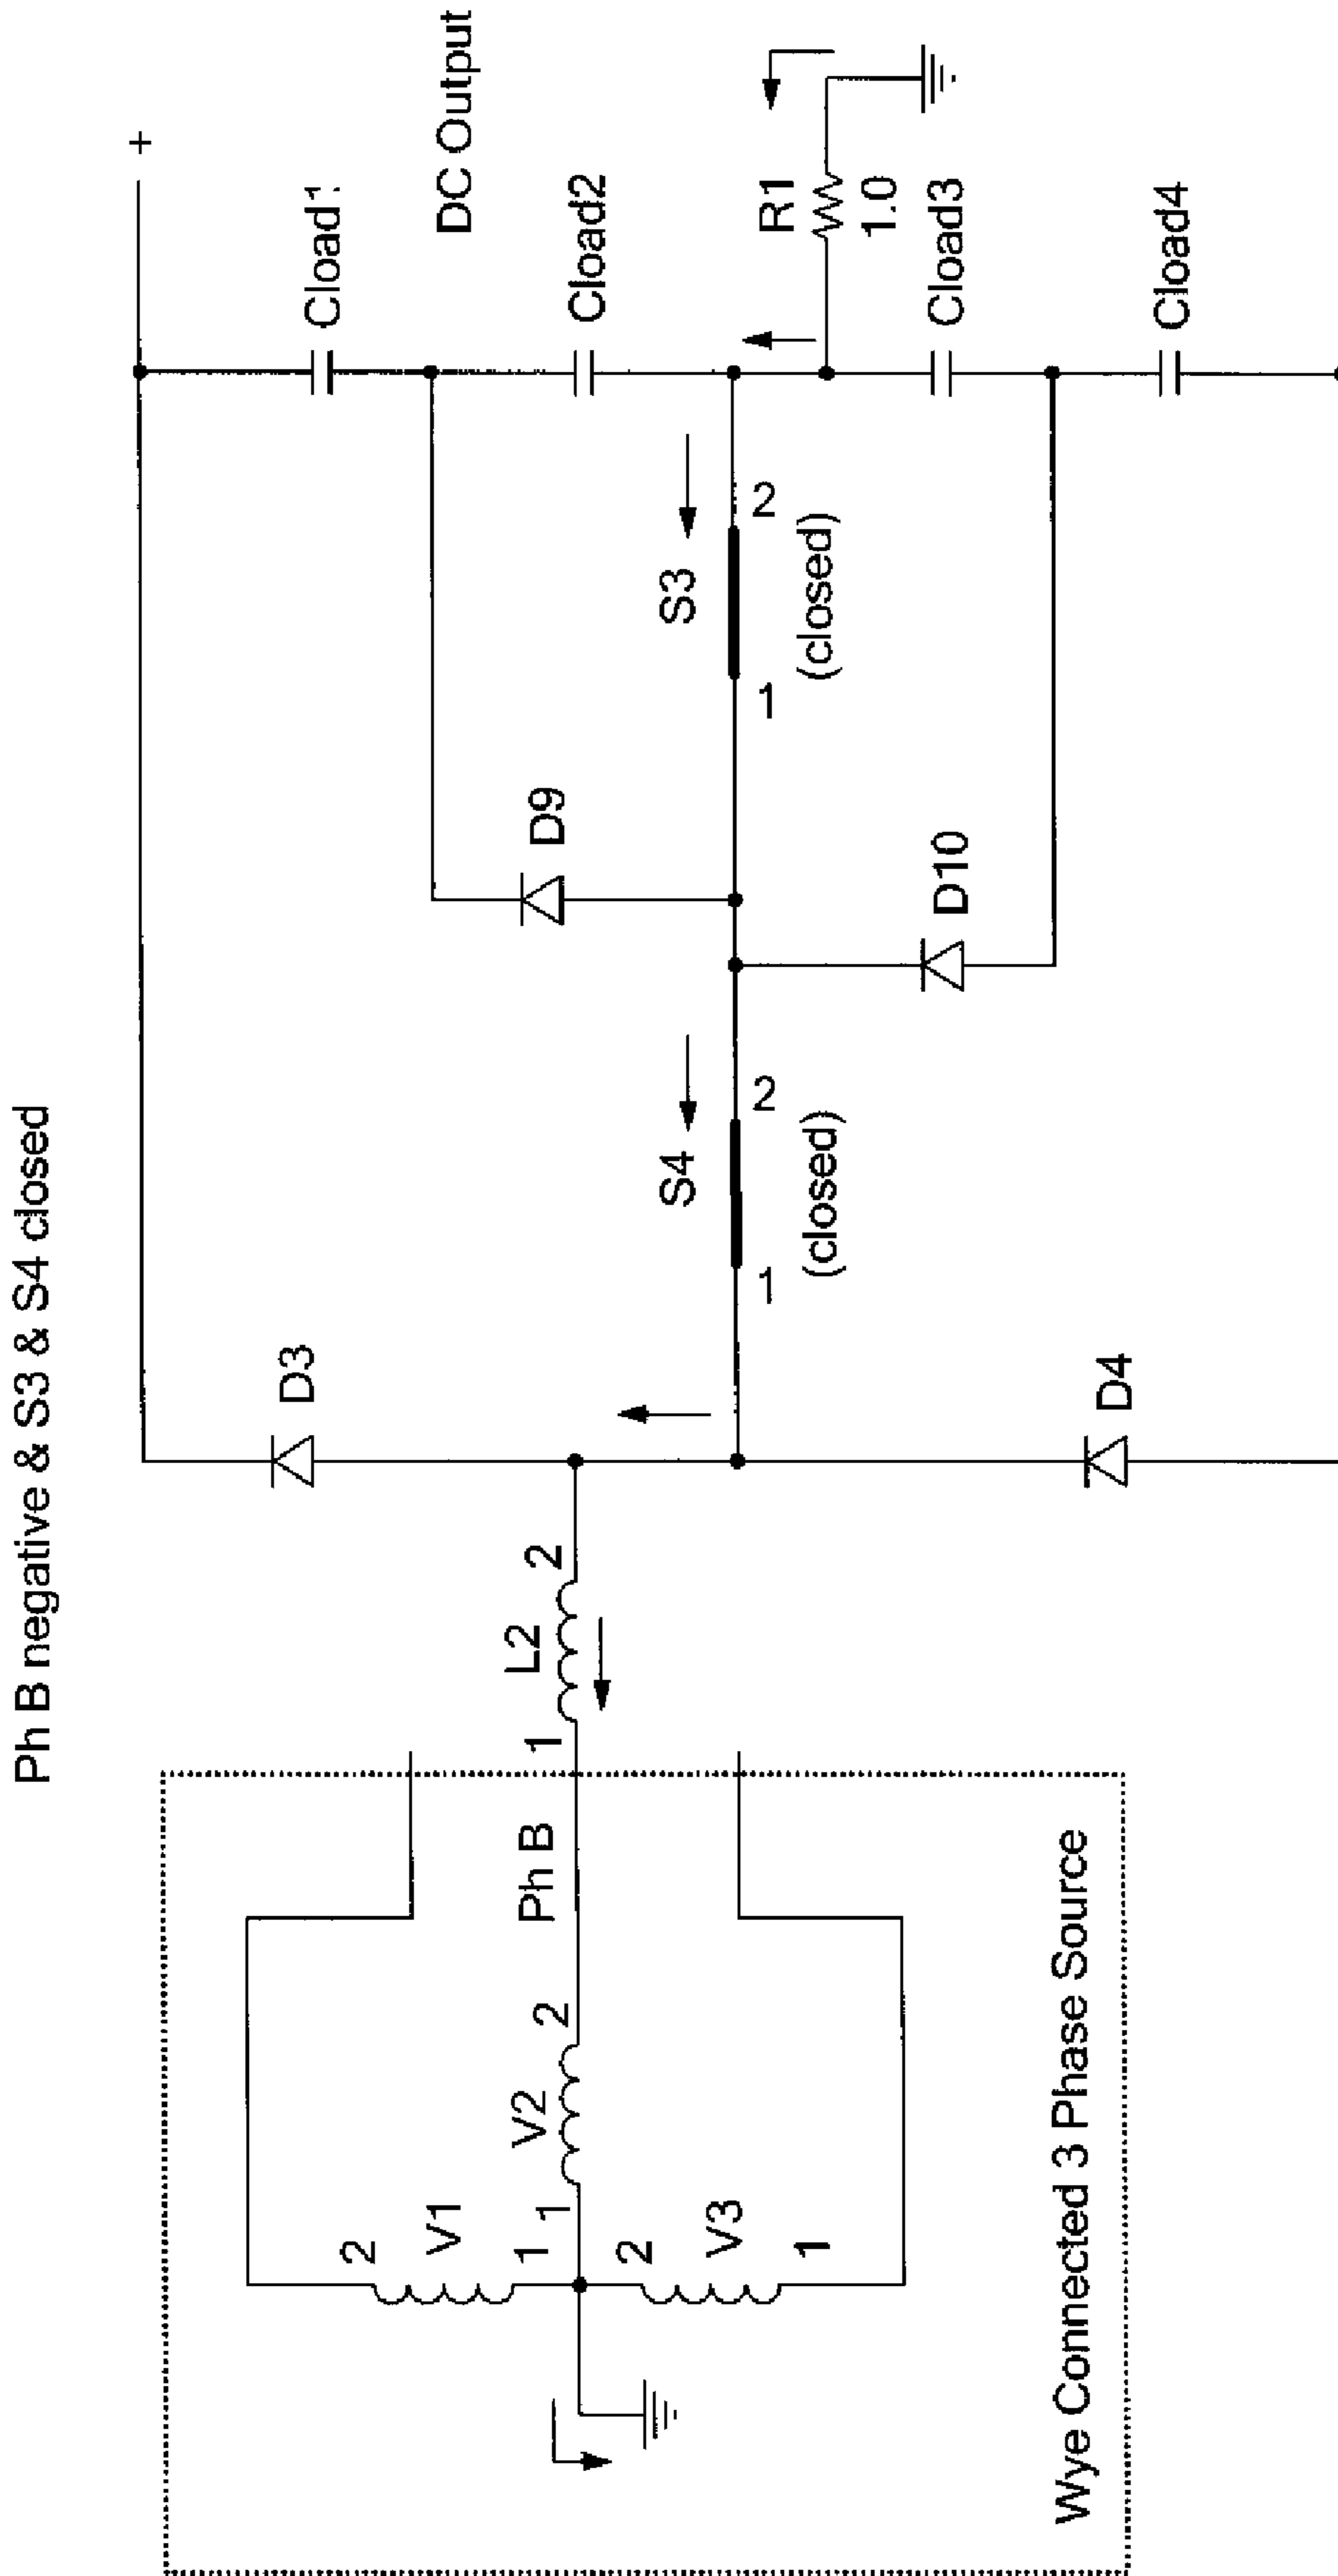 Ph B negative & S3 & S4 closed
+
DC Output
Cload1
Cload2
R1
1.0
Cload3
Cload4
S3
1
2
(closed)
D9
D10
S4
1
2
(closed)
D3
D4
L2
1
2
Ph B
V2
1
2
V1
2
1
V3
2
1
Wye Connected 3 Phase Source